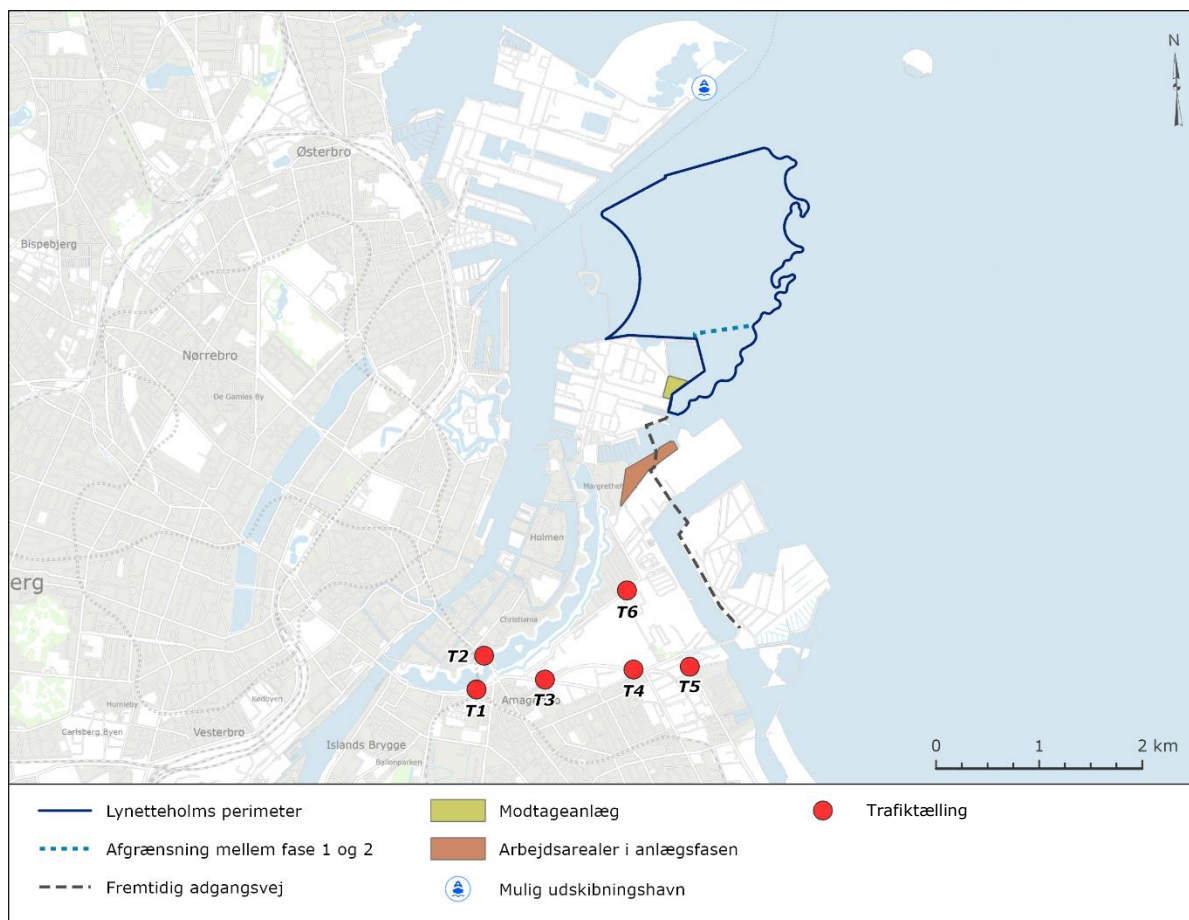 N
Østerbro
Bispebjerg
Nørrebro
De Gamles By
Margrethehol
Holmen
erg
Christiania
T6
T2
T4
T5
T3
T1
Amagerbro
Humleby
Kødbyen
Carlsberg Byen
Vesterbro
Islands Brygge
Ballonparken
0 1 2 km
Lynetteholms perimeter
Modtageanlæg
Trafiktælling
Afgrænsning mellem fase 1 og 2
Arbejdsarealer i anlægsfasen
Fremtidig adgangsvej
Mulig udskibningshavn